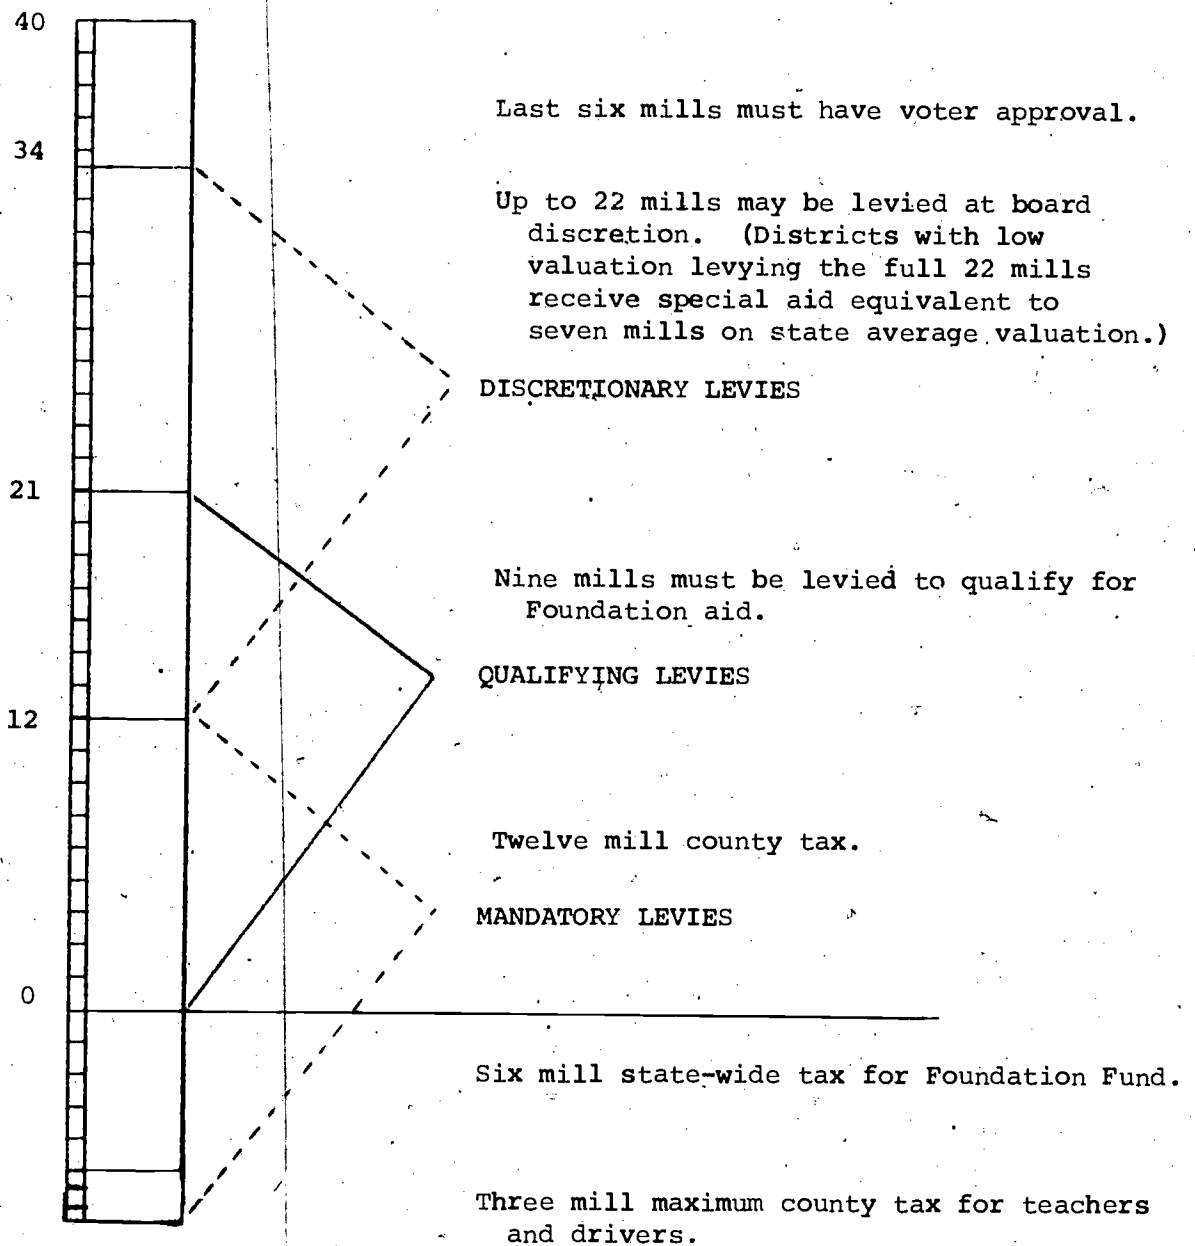 40
Last six mills must have voter approval.
34
Up to 22 mills may be levied at board
discretion. (Districts with low
valuation levying the full 22 mills
receive special aid equivalent to
seven mills on state average valuation.)
DISCRETIONARY LEVIES
21
Nine mills must be levied to qualify for
Foundation aid.
QUALIFYING LEVIES
12
Twelve mill county tax.
MANDATORY LEVIES
0
Six mill state-wide tax for Foundation Fund.
Three mill maximum county tax for teachers
and drivers.